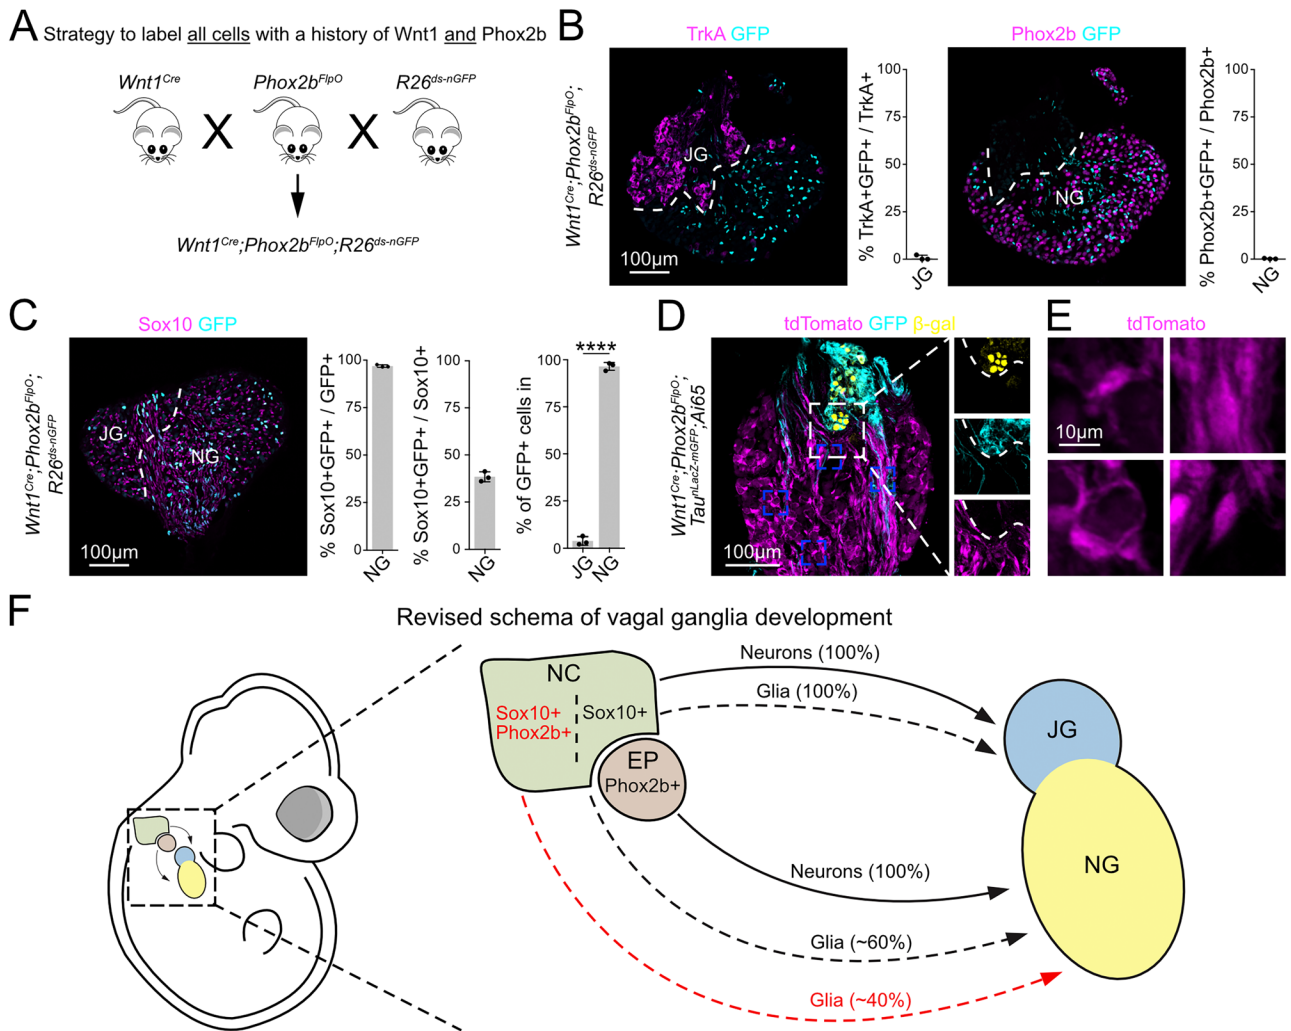 A
Strategy to label all cells with a history of Wnt1 and Phox2b
Wnt1Cre
Phox2bFlpO
R26ds-nGFP
X
X
Wnt1Cre;Phox2bFlpO;R26ds-nGFP
B
TrkA GFP
Wnt1Cre;Phox2bFlpO;
R26ds-nGFP
JG
100µm
% TrkA+GFP+ / TrkA+
100
75
50
25
0
JG
Phox2b GFP
NG
% Phox2b+GFP+ / Phox2b+
100
75
50
25
0
NG
C
Sox10 GFP
Wnt1Cre;Phox2bFlpO;
R26ds-nGFP
JG
NG
100µm
% Sox10+GFP+ / GFP+
100
75
50
25
0
NG
% Sox10+GFP+ / Sox10+
100
75
50
25
0
NG
% of GFP+ cells in
100
75
50
25
0
****
JG
NG
D
tdTomato GFP β-gal
Wnt1Cre;Phox2bFlpO;
TaunLacZ-mGFP;Ai65
100µm
E
tdTomato
10µm
F
Revised schema of vagal ganglia development
NC
Sox10+
Phox2b+
Sox10+
EP
Phox2b+
Neurons (100%)
Glia (100%)
JG
NG
Neurons (100%)
Glia (~60%)
Glia (~40%)